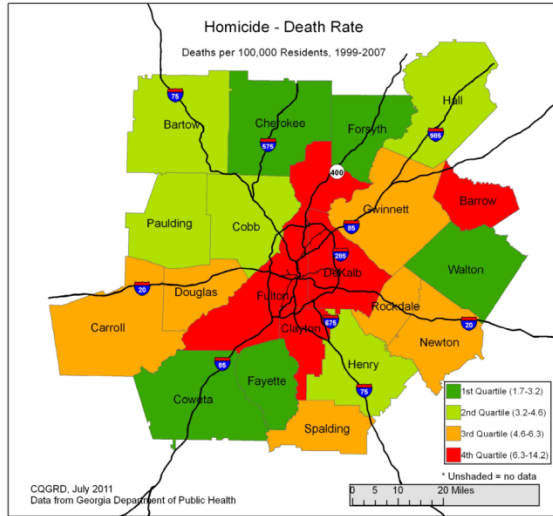 Homicide - Death Rate
Deaths per 100,000 Residents, 1999-2007
Hall
75
Bartow
Cherokee
Forsyth
575
985
400
Barrow
Gwinnett
Paulding
Cobb
85
285
DeKalb
Walton
20
Douglas
Fulton
Rockdale
Carroll
Clayton
675
20
Newton
Henry
85
Fayette
75
Coweta
Spalding
1st Quartile (1.7-3.2)
2nd Quartile (3.2-4.6)
3rd Quartile (4.6-6.3)
4th Quartile (6.3-14.2)
* Unshaded = no data
0 5 10 20 Miles
CQGRD, July 2011
Data from Georgia Department of Public Health